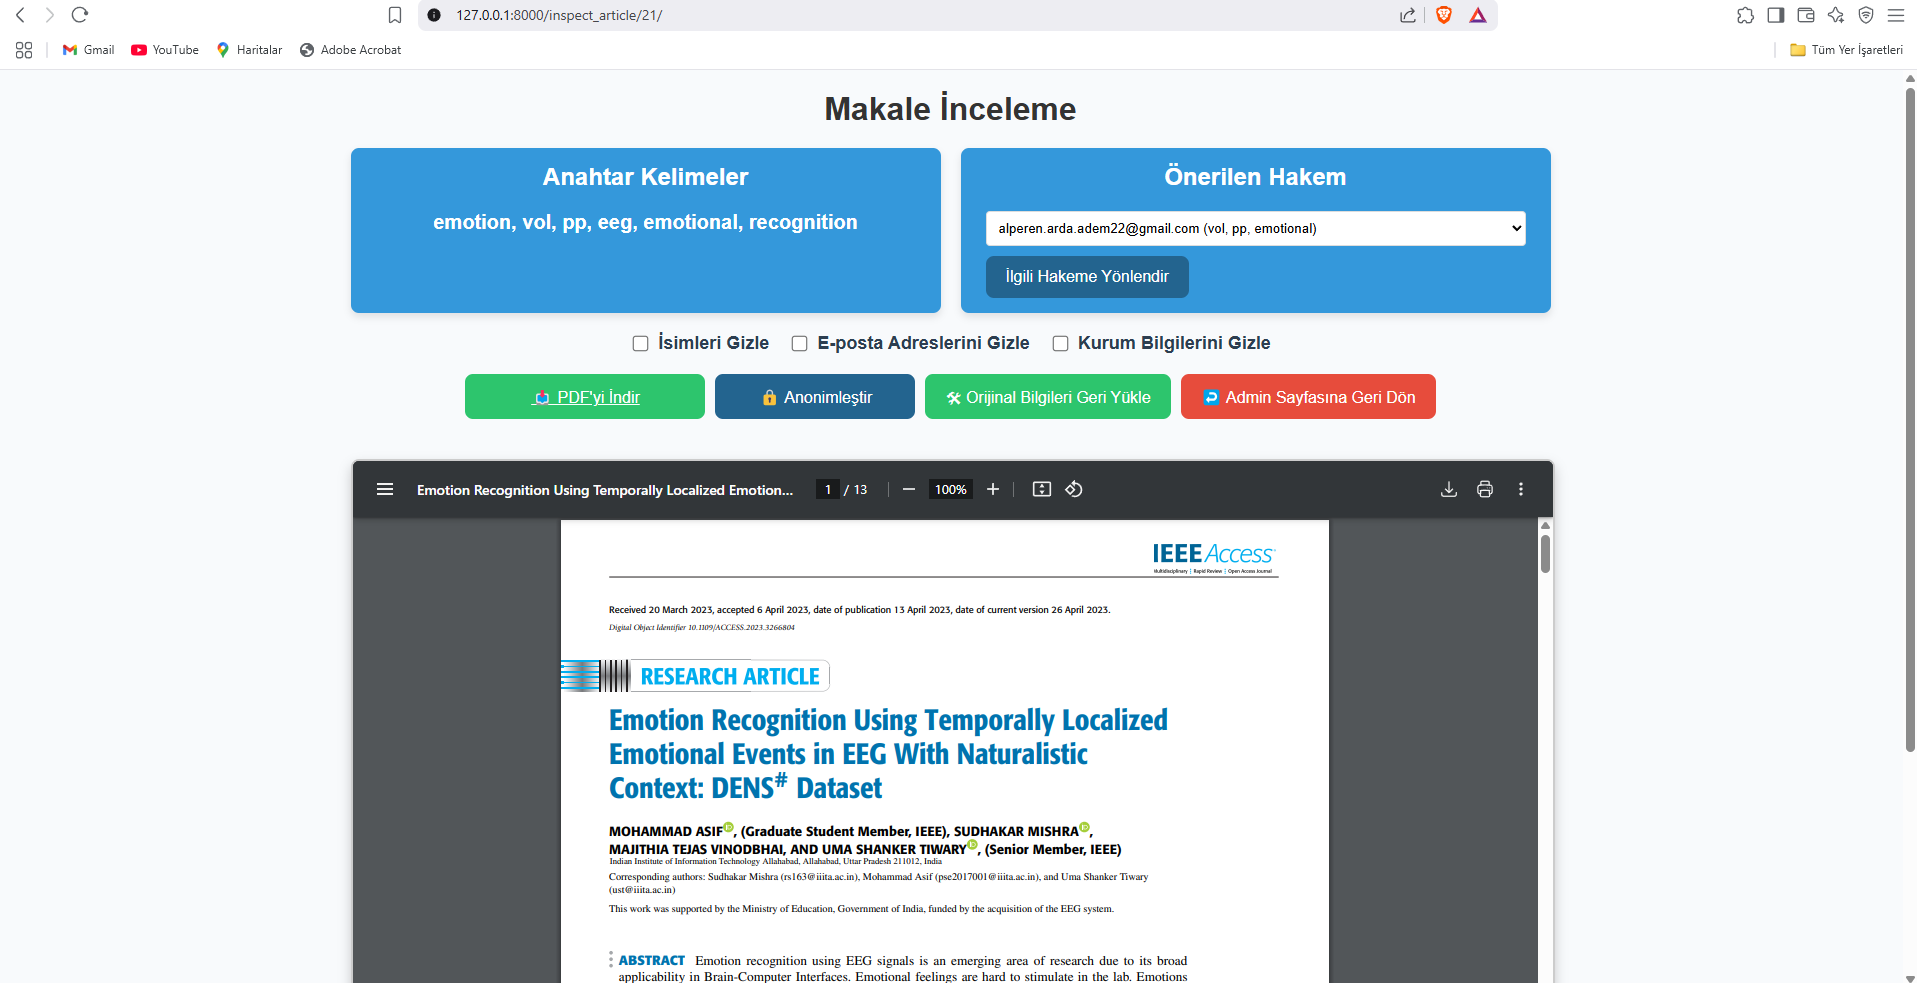 127.0.0.1:8000/inspect_article/21/
Gmail YouTube Haritalar Adobe Acrobat Tüm Yer İşaretleri
Makale İnceleme
Anahtar Kelimeler
emotion, vol, pp, eeg, emotional, recognition
Önerilen Hakem
alperen.arda.adem22@gmail.com (vol, pp, emotional)
İlgili Hakeme Yönlendir
İsimleri Gizle E-posta Adreslerini Gizle Kurum Bilgilerini Gizle
PDF'yi İndir Anonimleştir Orijinal Bilgileri Geri Yükle Admin Sayfasına Geri Dön
Emotion Recognition Using Temporally Localized Emotion... 1 / 13 100%
IEEE Access
Multidisciplinary | Rapid Review | Open Access Journal
Received 20 March 2023, accepted 6 April 2023, date of publication 13 April 2023, date of current version 26 April 2023.
Digital Object Identifier 10.1109/ACCESS.2023.3266804
RESEARCH ARTICLE
Emotion Recognition Using Temporally Localized
Emotional Events in EEG With Naturalistic
Context: DENS# Dataset
MOHAMMAD ASIF, (Graduate Student Member, IEEE), SUDHAKAR MISHRA,
MAJITHIA TEJAS VINODBHAI, AND UMA SHANKER TIWARY, (Senior Member, IEEE)
Indian Institute of Information Technology Allahabad, Allahabad, Uttar Pradesh 211012, India
Corresponding authors: Sudhakar Mishra (rs163@iiita.ac.in), Mohammad Asif (pse2017001@iiita.ac.in), and Uma Shanker Tiwary
(ust@iiita.ac.in)
This work was supported by the Ministry of Education, Government of India, funded by the acquisition of the EEG system.
ABSTRACT Emotion recognition using EEG signals is an emerging area of research due to its broad
applicability in Brain-Computer Interfaces. Emotional feelings are hard to stimulate in the lab. Emotions